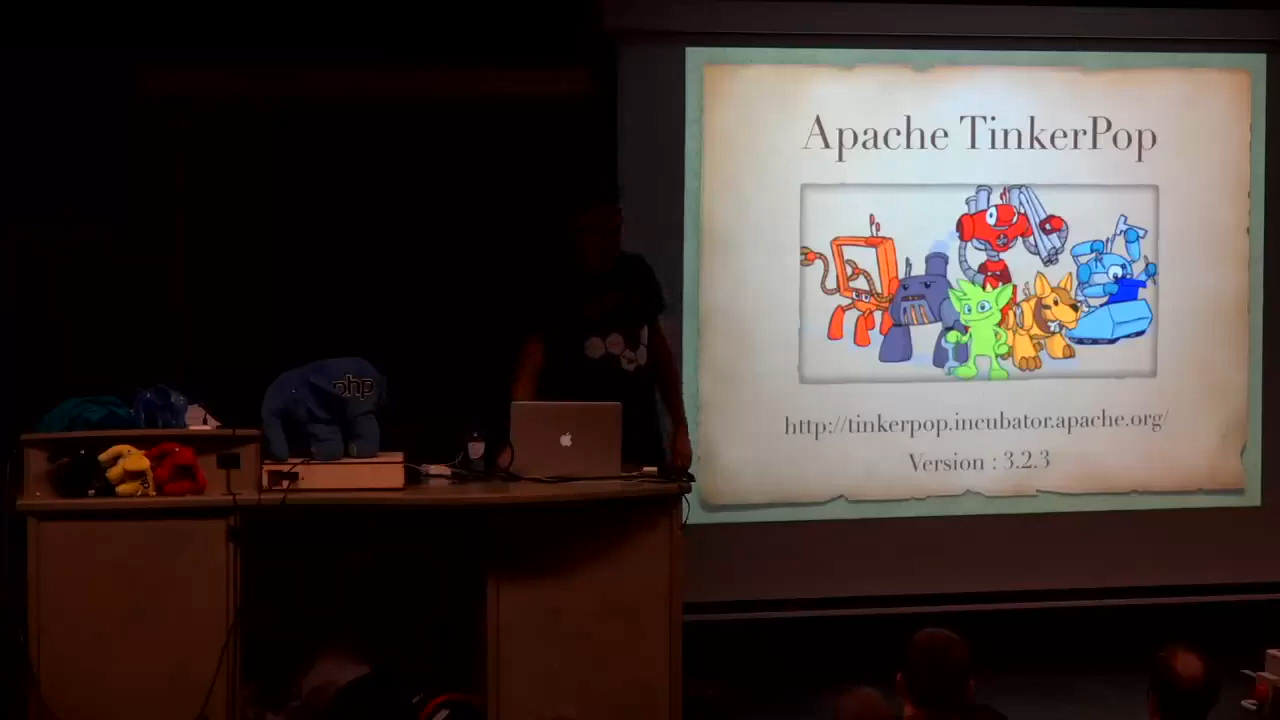 Apache TinkerPop
http://tinkerpop.incubator.apache.org/
Version : 3.2.3
php